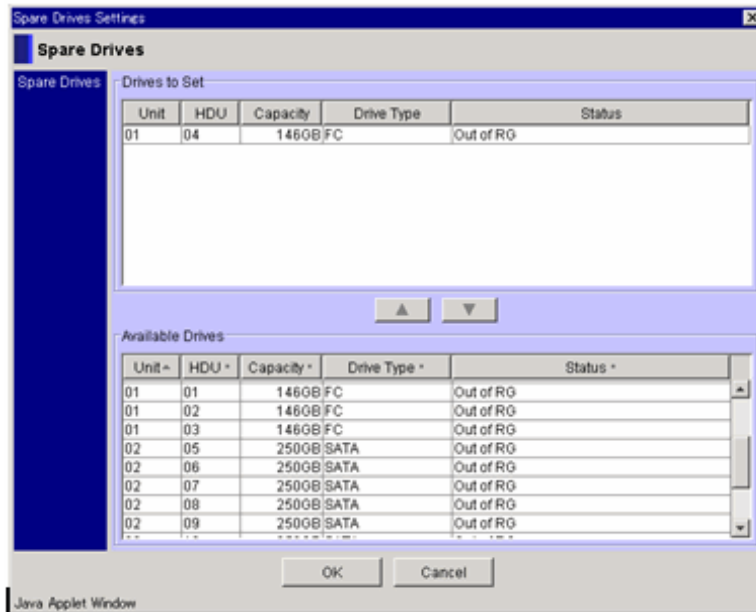 Spare Drives Settings
Spare Drives
Spare Drives
Drives to Set
Unit HDU Capacity Drive Type Status
01 04 146GB FC Out of RG
Available Drives
Unit HDU Capacity Drive Type Status
01 01 146GB FC Out of RG
01 02 146GB FC Out of RG
01 03 146GB FC Out of RG
02 05 250GB SATA Out of RG
02 06 250GB SATA Out of RG
02 07 250GB SATA Out of RG
02 08 250GB SATA Out of RG
02 09 250GB SATA Out of RG
OK Cancel
Java Applet Window